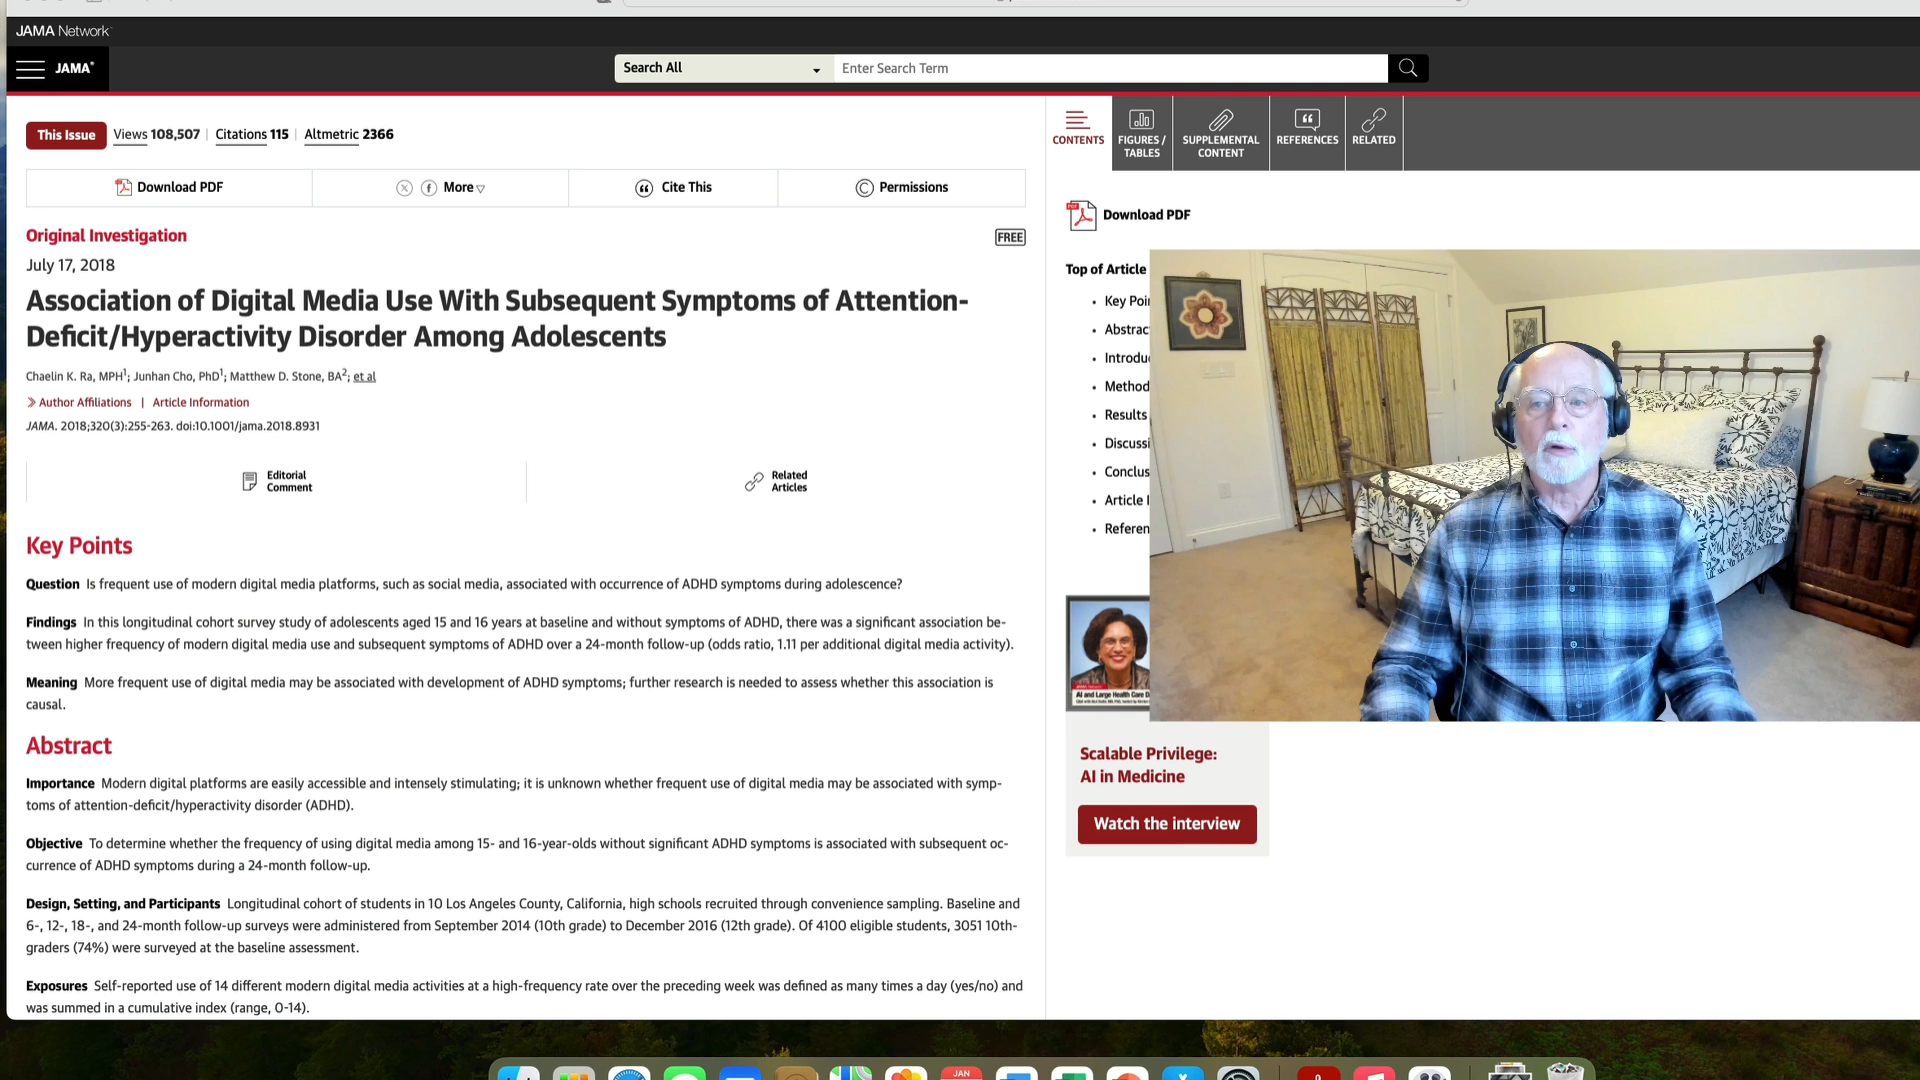 JAMA Network
JAMA®
Search All
Enter Search Term
This Issue
Views 108,507 | Citations 115 | Altmetric 2366
Download PDF
More
Cite This
Permissions
Original Investigation
FREE
July 17, 2018
Association of Digital Media Use With Subsequent Symptoms of Attention-
Deficit/Hyperactivity Disorder Among Adolescents
Chaelin K. Ra, MPH1; Junhan Cho, PhD1; Matthew D. Stone, BA2; et al
Author Affiliations | Article Information
JAMA. 2018;320(3):255-263. doi:10.1001/jama.2018.8931
Editorial
Comment
Related
Articles
Key Points
Question Is frequent use of modern digital media platforms, such as social media, associated with occurrence of ADHD symptoms during adolescence?
Findings In this longitudinal cohort survey study of adolescents aged 15 and 16 years at baseline and without symptoms of ADHD, there was a significant association be-
tween higher frequency of modern digital media use and subsequent symptoms of ADHD over a 24-month follow-up (odds ratio, 1.11 per additional digital media activity).
Meaning More frequent use of digital media may be associated with development of ADHD symptoms; further research is needed to assess whether this association is
causal.
Abstract
Importance Modern digital platforms are easily accessible and intensely stimulating; it is unknown whether frequent use of digital media may be associated with symp-
toms of attention-deficit/hyperactivity disorder (ADHD).
Objective To determine whether the frequency of using digital media among 15- and 16-year-olds without significant ADHD symptoms is associated with subsequent oc-
currence of ADHD symptoms during a 24-month follow-up.
Design, Setting, and Participants Longitudinal cohort of students in 10 Los Angeles County, California, high schools recruited through convenience sampling. Baseline and
6-, 12-, 18-, and 24-month follow-up surveys were administered from September 2014 (10th grade) to December 2016 (12th grade). Of 4100 eligible students, 3051 10th-
graders (74%) were surveyed at the baseline assessment.
Exposures Self-reported use of 14 different modern digital media activities at a high-frequency rate over the preceding week was defined as many times a day (yes/no) and
was summed in a cumulative index (range, 0-14).
CONTENTS
FIGURES /
TABLES
SUPPLEMENTAL
CONTENT
REFERENCES
RELATED
PDF
Download PDF
Top of Article
Key Poi
Abstrac
Introdu
Method
Results
Discussi
Conclus
Article I
Referen
AI and Large Health Care D
Scalable Privilege:
AI in Medicine
Watch the interview
JAN